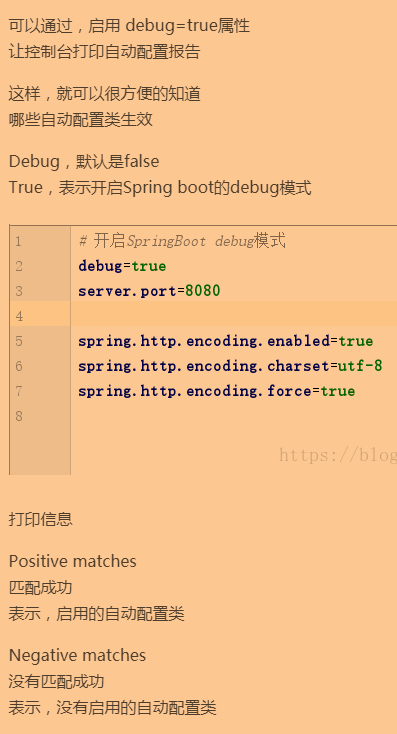 可以通过，启用 debug=true属性
让控制台打印自动配置报告
这样，就可以很方便的知道
哪些自动配置类生效
Debug，默认是false
True，表示开启Spring boot的debug模式
1 # 开启SpringBoot debug模式
2 debug=true
3 server.port=8080
4
5 spring.http.encoding.enabled=true
6 spring.http.encoding.charset=utf-8
7 spring.http.encoding.force=true
8
https://blog
打印信息
Positive matches
匹配成功
表示，启用的自动配置类
Negative matches
没有匹配成功
表示，没有启用的自动配置类